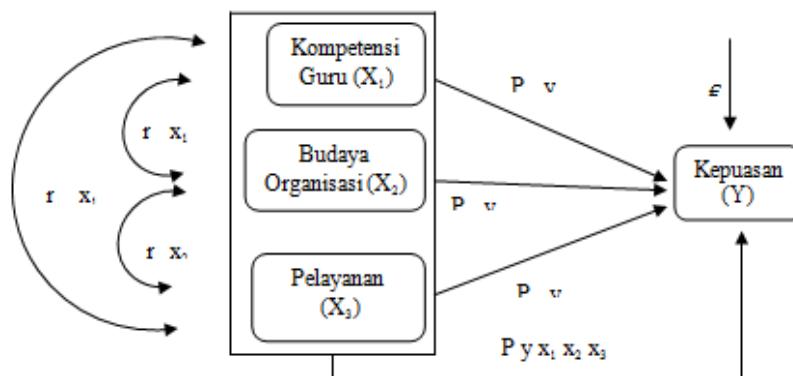 Kompetensi
Guru (X₁)
P y
€
r x₁
Budaya
Organisasi (X₂)
Kepuasan
(Y)
r x₁
P y
r x₂
Pelayanan
(X₃)
P y
P y x₁ x₂ x₃